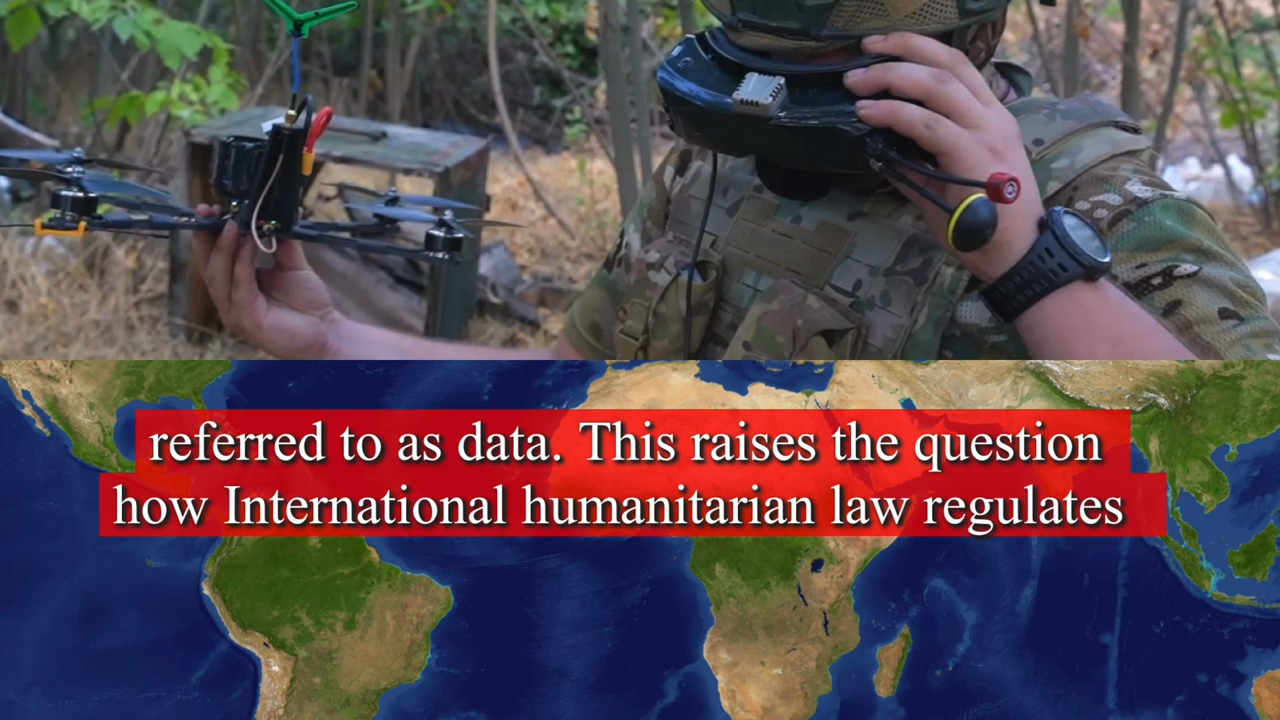 referred to as data. This raises the question
how International humanitarian law regulates